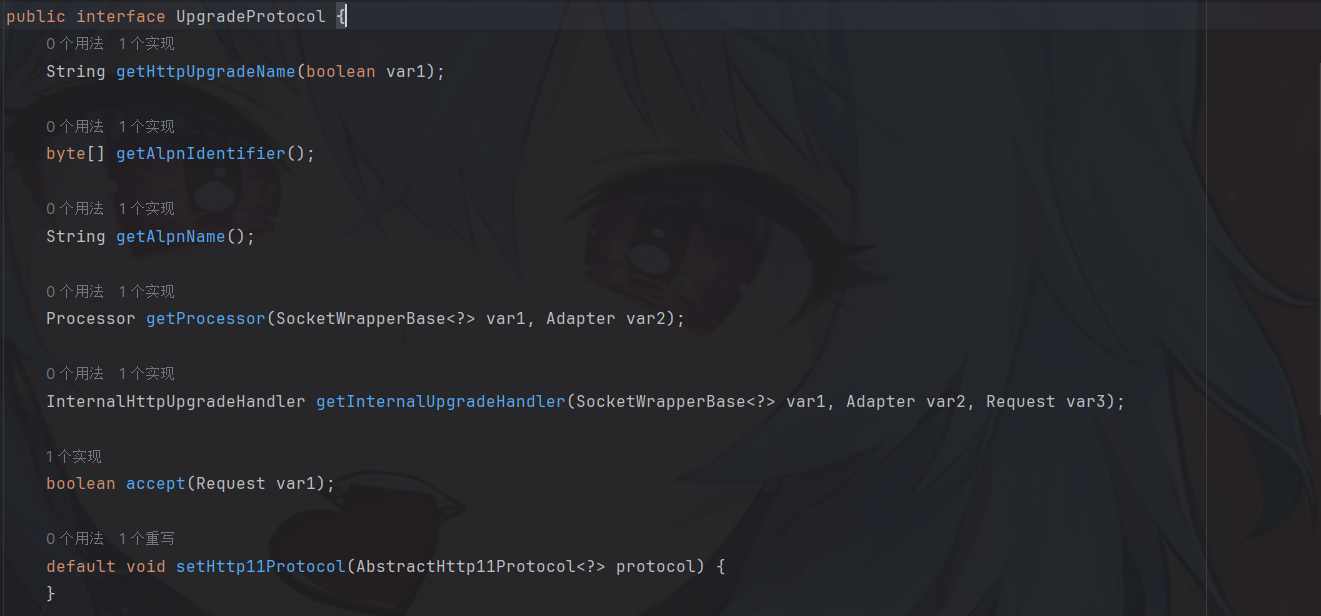 public interface UpgradeProtocol {
0 个用法 1 个实现
String getHttpUpgradeName(boolean var1);
0 个用法 1 个实现
byte[] getAlpnIdentifier();
0 个用法 1 个实现
String getAlpnName();
0 个用法 1 个实现
Processor getProcessor(SocketWrapperBase<?> var1, Adapter var2);
0 个用法 1 个实现
InternalHttpUpgradeHandler getInternalUpgradeHandler(SocketWrapperBase<?> var1, Adapter var2, Request var3);
1 个实现
boolean accept(Request var1);
0 个用法 1 个重写
default void setHttp11Protocol(AbstractHttp11Protocol<?> protocol) {
}